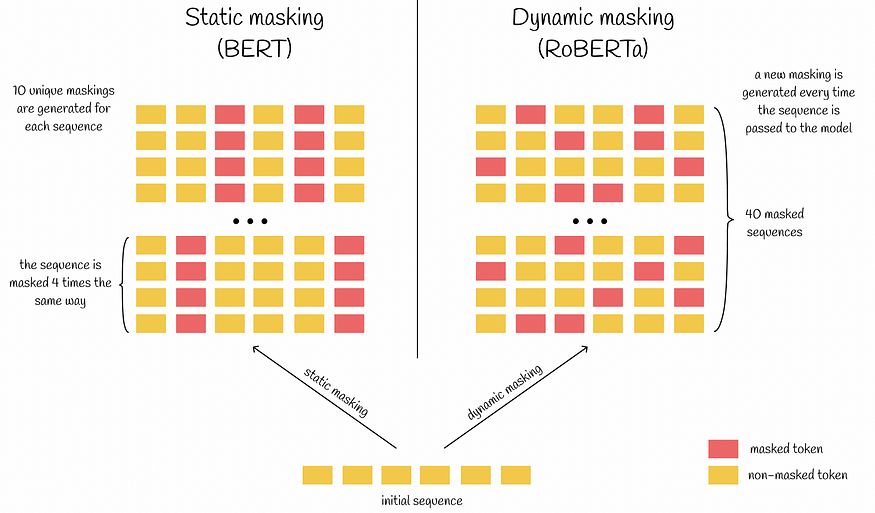 Static masking
(BERT)
Dynamic masking
(RoBERTa)
10 unique maskings
are generated for
each sequence
a new masking is
generated every time
the sequence is
passed to the model
the sequence is
masked 4 times the
same way
40 masked
sequences
static masking
dynamic masking
masked token
non-masked token
initial sequence